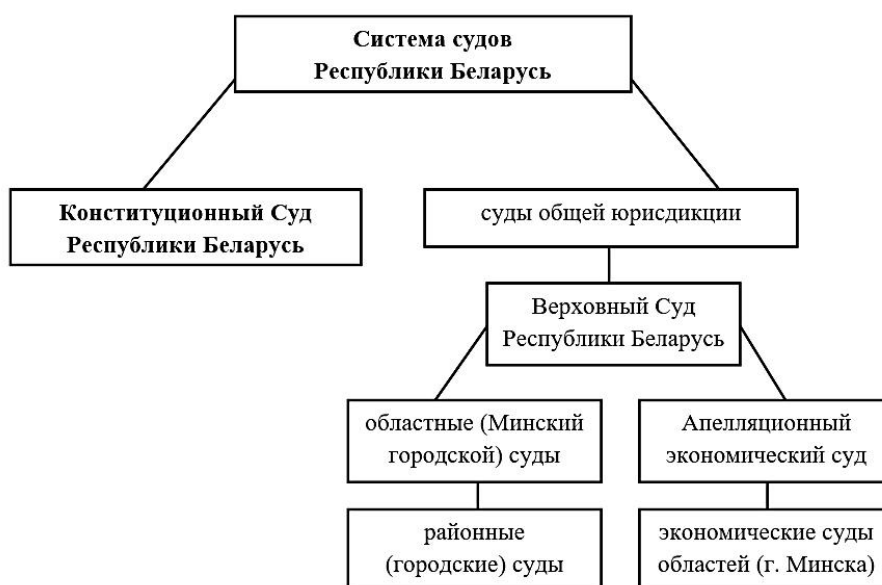 Система судов
Республики Беларусь
Конституционный Суд
Республики Беларусь
суды общей юрисдикции
Верховный Суд
Республики Беларусь
областные (Минский
городской) суды
Апелляционный
экономический суд
районные
(городские) суды
экономические суды
областей (г. Минска)